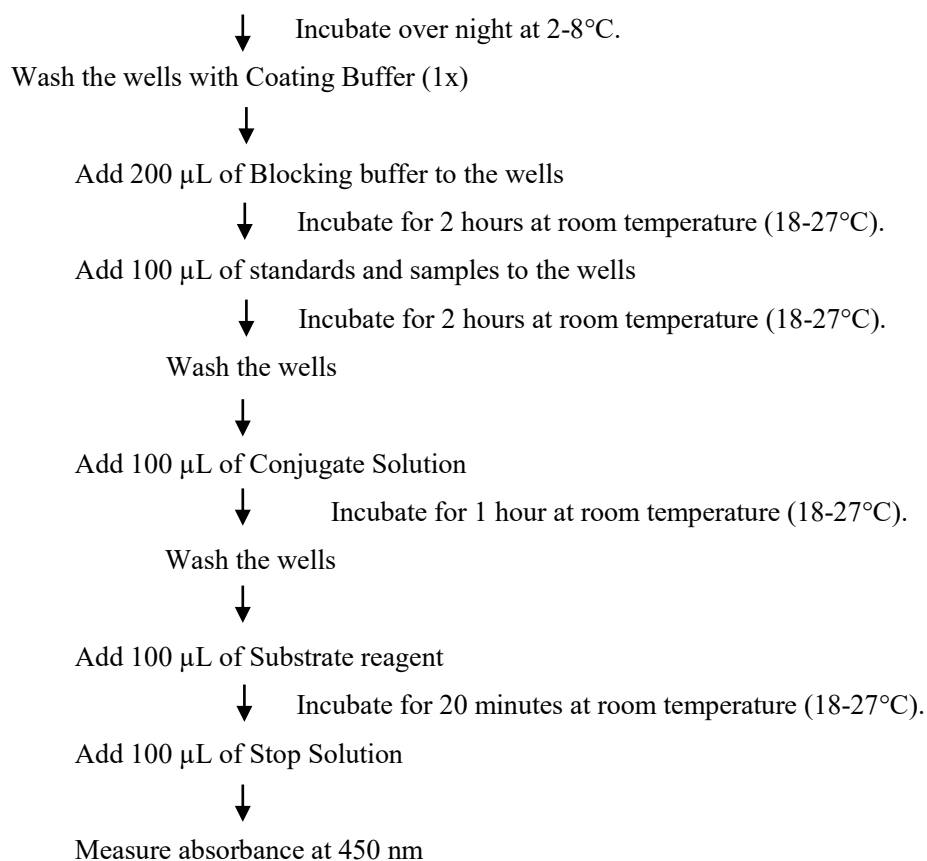 Incubate over night at 2-8°C.
Wash the wells with Coating Buffer (1x)
Add 200 µL of Blocking buffer to the wells
Incubate for 2 hours at room temperature (18-27°C).
Add 100 µL of standards and samples to the wells
Incubate for 2 hours at room temperature (18-27°C).
Wash the wells
Add 100 µL of Conjugate Solution
Incubate for 1 hour at room temperature (18-27°C).
Wash the wells
Add 100 µL of Substrate reagent
Incubate for 20 minutes at room temperature (18-27°C).
Add 100 µL of Stop Solution
Measure absorbance at 450 nm